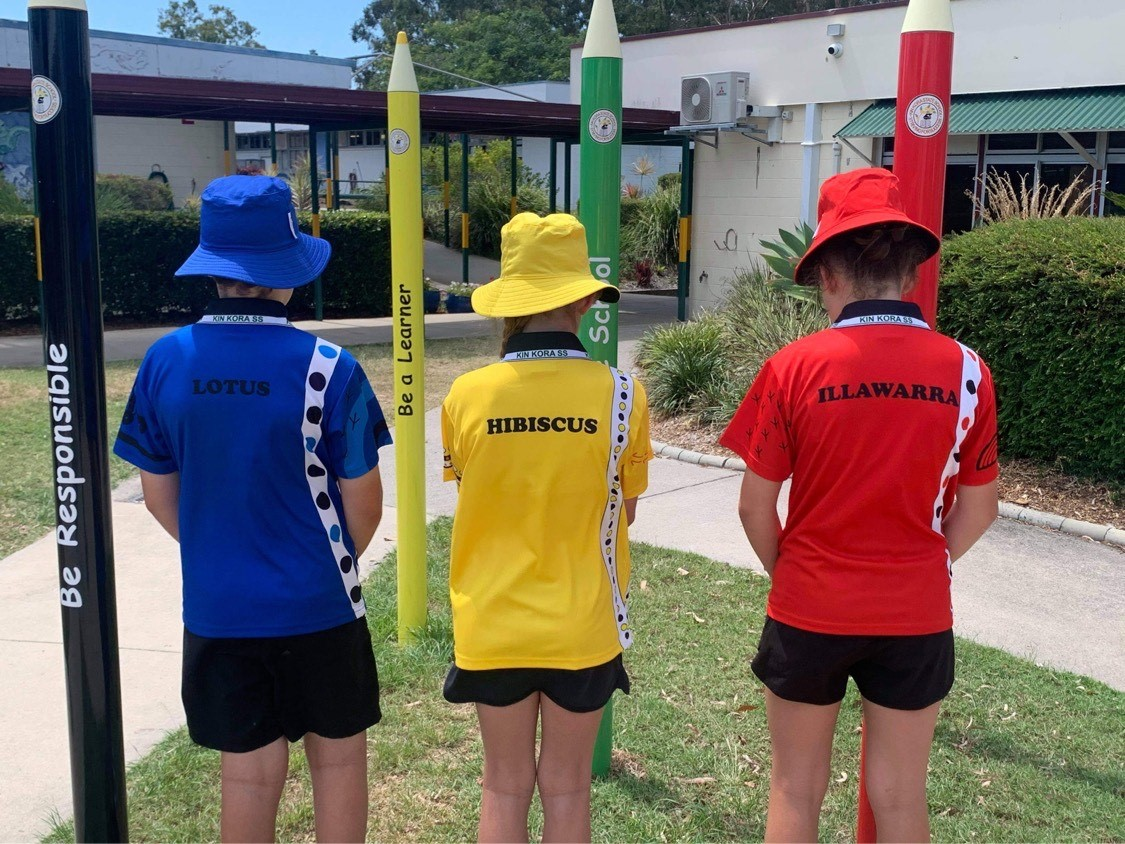 Be Responsible
Be a Learner
School
KIN KORA SS
LOTUS
KIN KORA SS
HIBISCUS
KIN KORA SS
ILLAWARRA